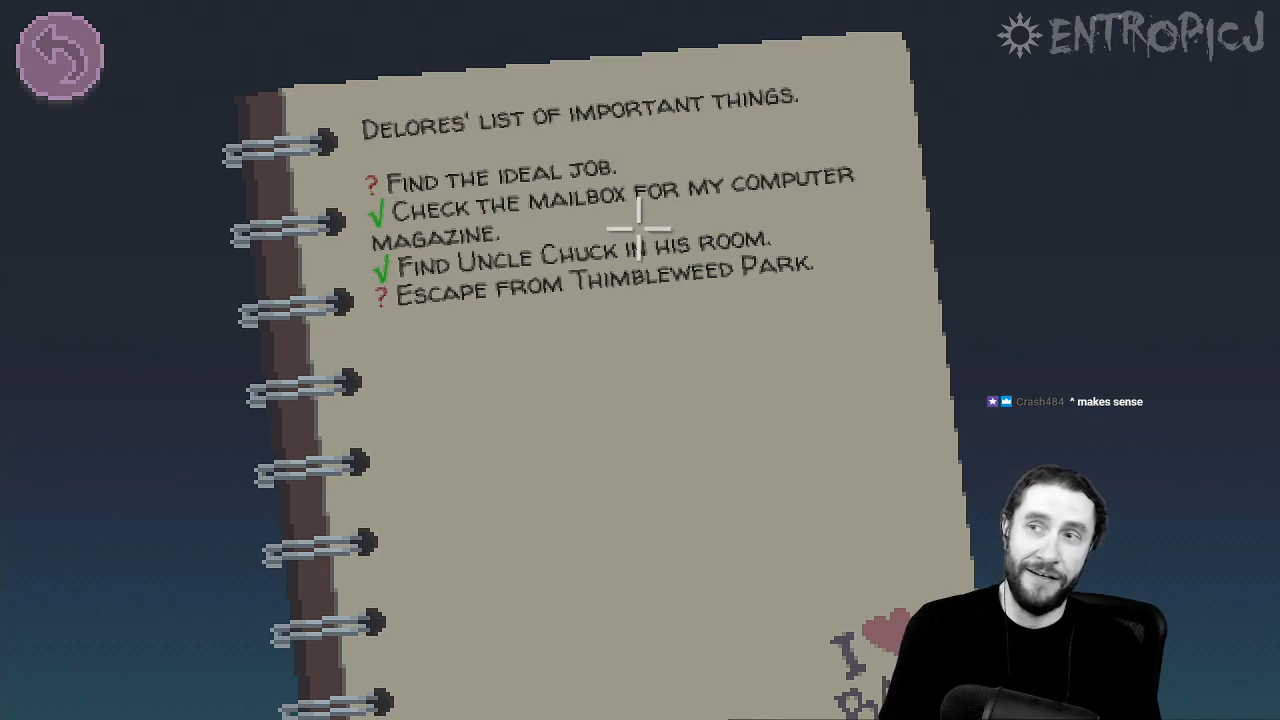 ENTROPICJ
DELORES' LIST OF IMPORTANT THINGS.
? FIND THE IDEAL JOB.
√ CHECK THE MAILBOX FOR MY COMPUTER
MAGAZINE.
√ FIND UNCLE CHUCK IN HIS ROOM.
? ESCAPE FROM THIMBLEWEED PARK.
Crash484 ^ makes sense
I